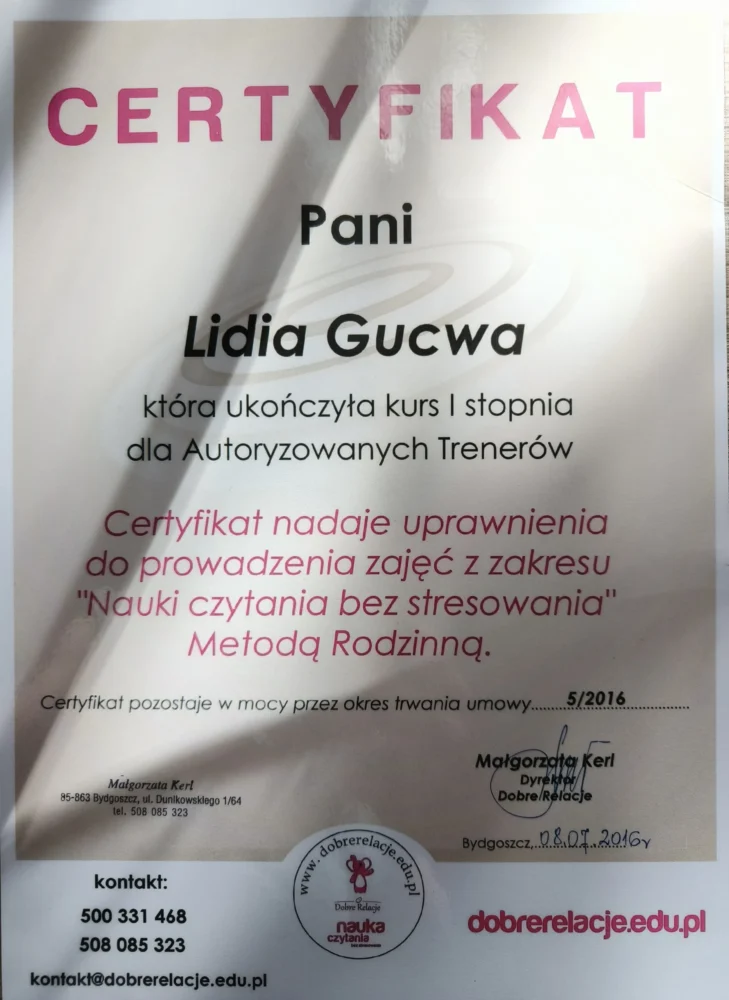 CERTYFIKAT
Pani
Lidia Gucwa
która ukończyła kurs I stopnia
dla Autoryzowanych Trenerów
Certyfikat nadaje uprawnienia
do prowadzenia zajęć z zakresu
"Nauki czytania bez stresowania"
Metodą Rodzinną.
Certyfikat pozostaje w mocy przez okres trwania umowy......5/2016..........
Małgorzata Kerl
Dyrektor
Dobre Relacje
Małgorzata Kerl
85-863 Bydgoszcz, ul. Dunikowskiego 1/64
tel. 508 085 323
Bydgoszcz,.08.07.2016r
kontakt:
500 331 468
508 085 323
kontakt@dobrerelacje.edu.pl
www.dobrerelacje.edu.pl
Dobre Relacje
nauka
czytania
dobrerelacje.edu.pl